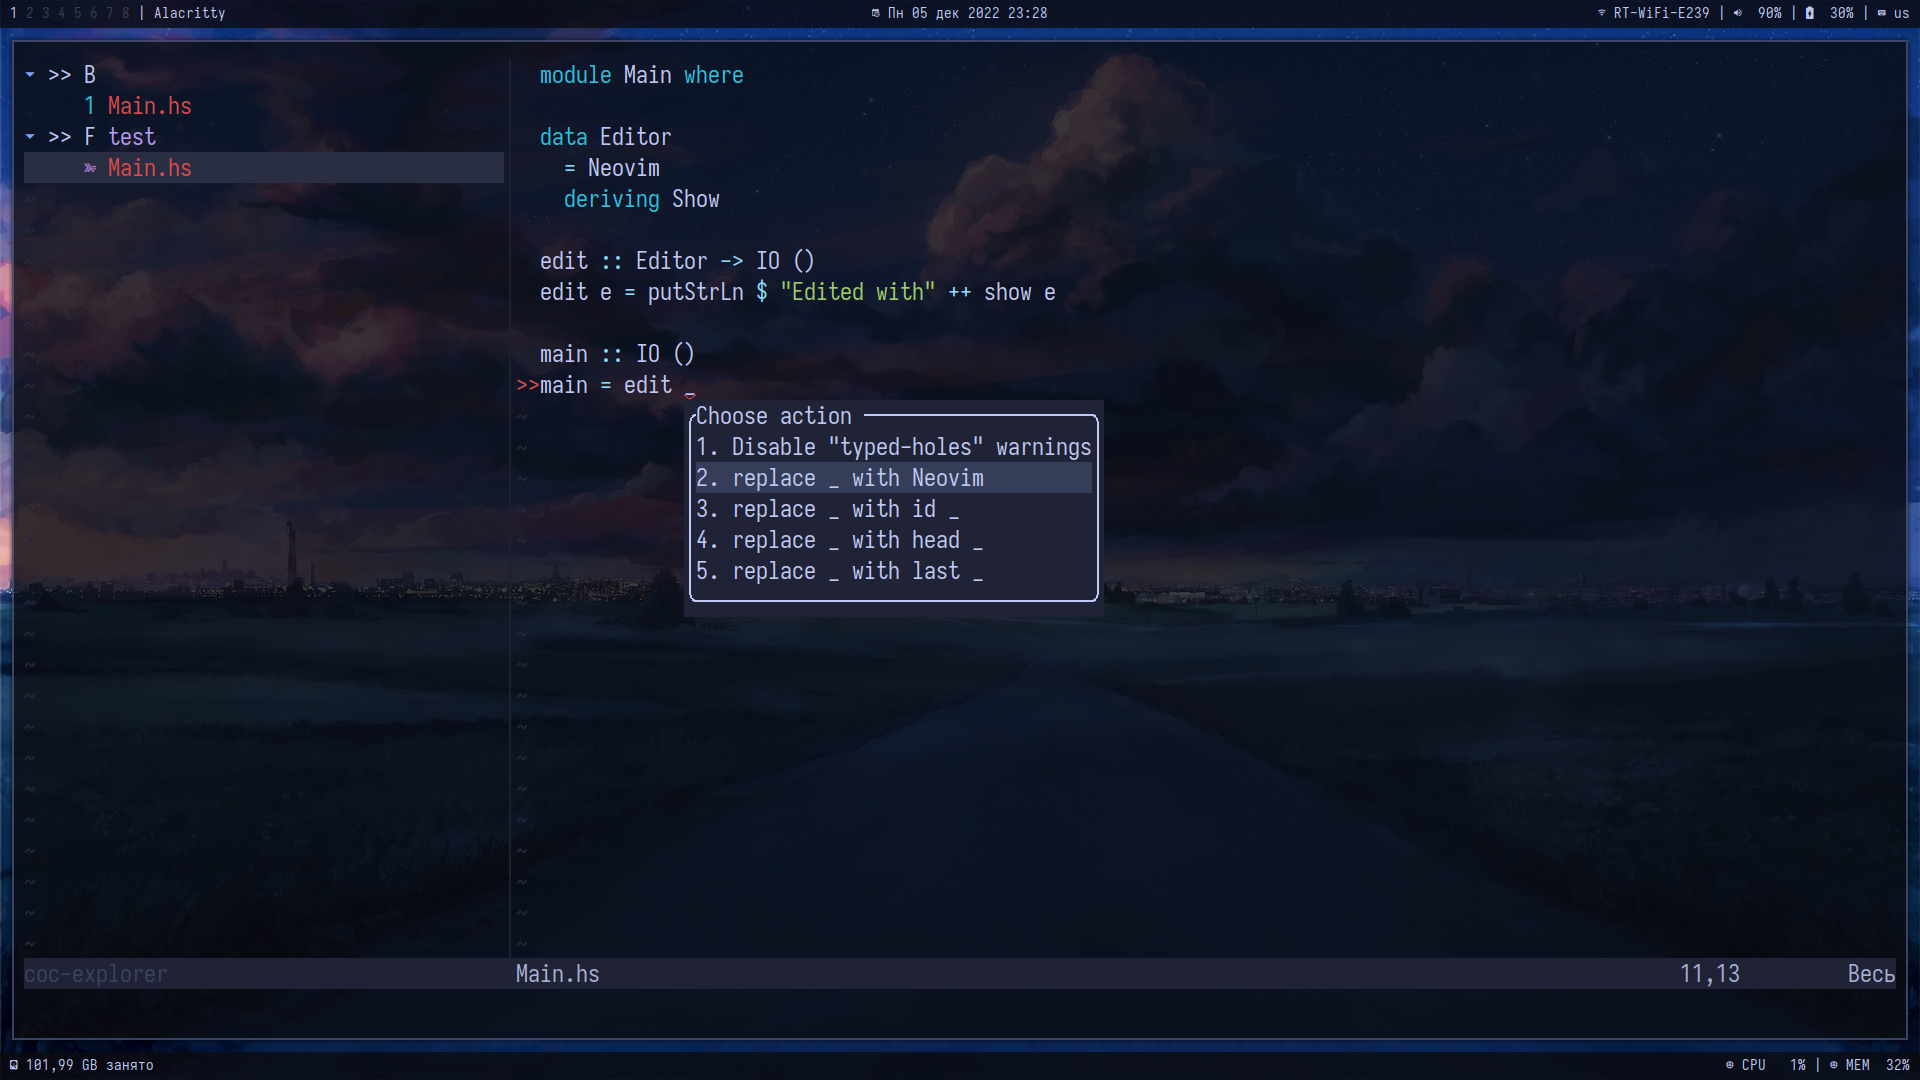 1 2 3 4 5 6 7 8 | Alacritty
Пн 05 дек 2022 23:28
RT-WiFi-E239 | 90% | 30% | us
>> B
1 Main.hs
>> F test
Main.hs
module Main where
data Editor
= Neovim
deriving Show
edit :: Editor -> IO ()
edit e = putStrLn $ "Edited with" ++ show e
main :: IO ()
>>main = edit _
Choose action
1. Disable "typed-holes" warnings
2. replace _ with Neovim
3. replace _ with id _
4. replace _ with head _
5. replace _ with last _
coc-explorer
Main.hs
11,13
Весь
101,99 GB занято
CPU 1% | MEM 32%